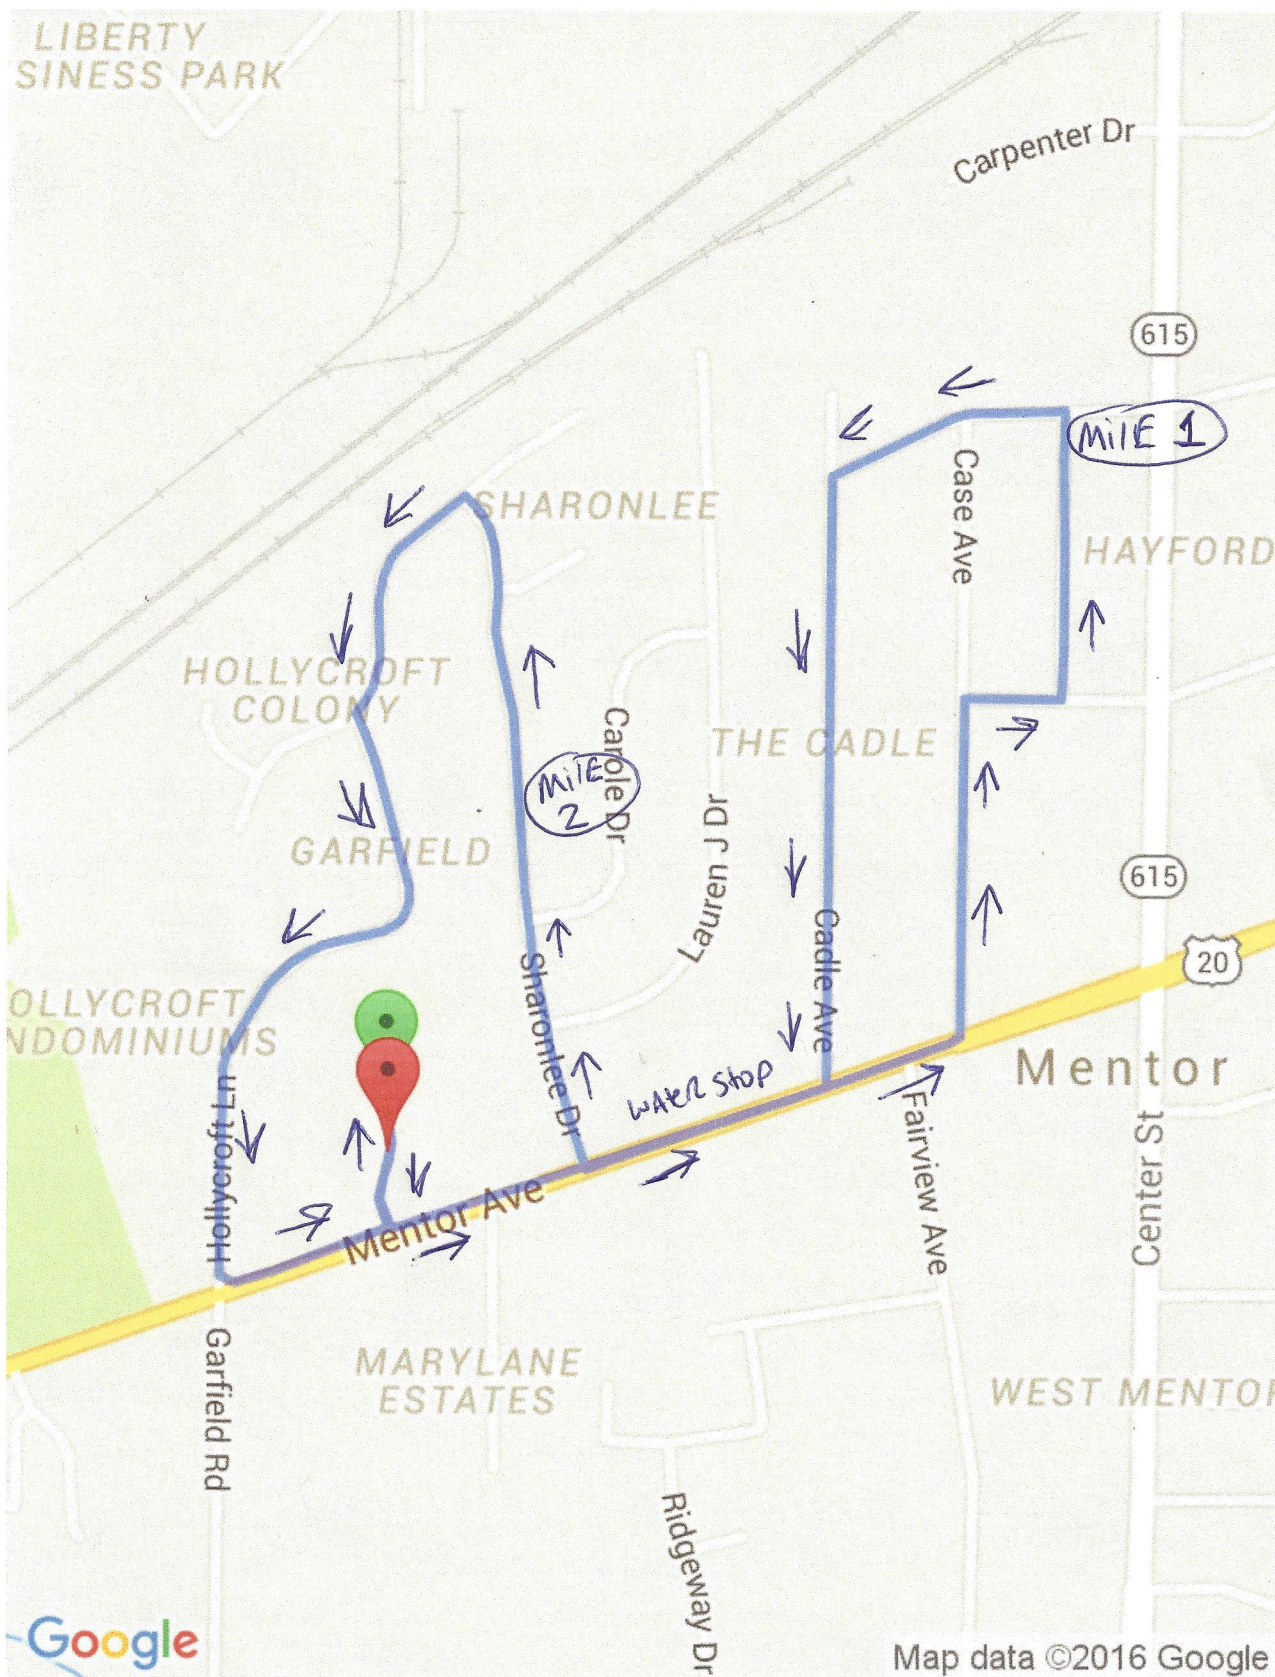 LIBERTY
SINESS PARK
Carpenter Dr
615
MilE 1
SHARONLEE
Case Ave
HAYFORD
HOLLYCROFT
COLONY
Carole Dr
THE CADLE
MilE
2
Lauren J Dr
GARFIELD
615
Cadle Ave
20
Sharonlee Dr
OLLYCROFT
NDOMINIUMS
Mentor
WAtER StOP
Hollycroft Ln
Fairview Ave
Center St
Mentor Ave
Garfield Rd
MARYLANE
ESTATES
WEST MENTOR
Ridgeway Dr
Google
Map data ©2016 Google